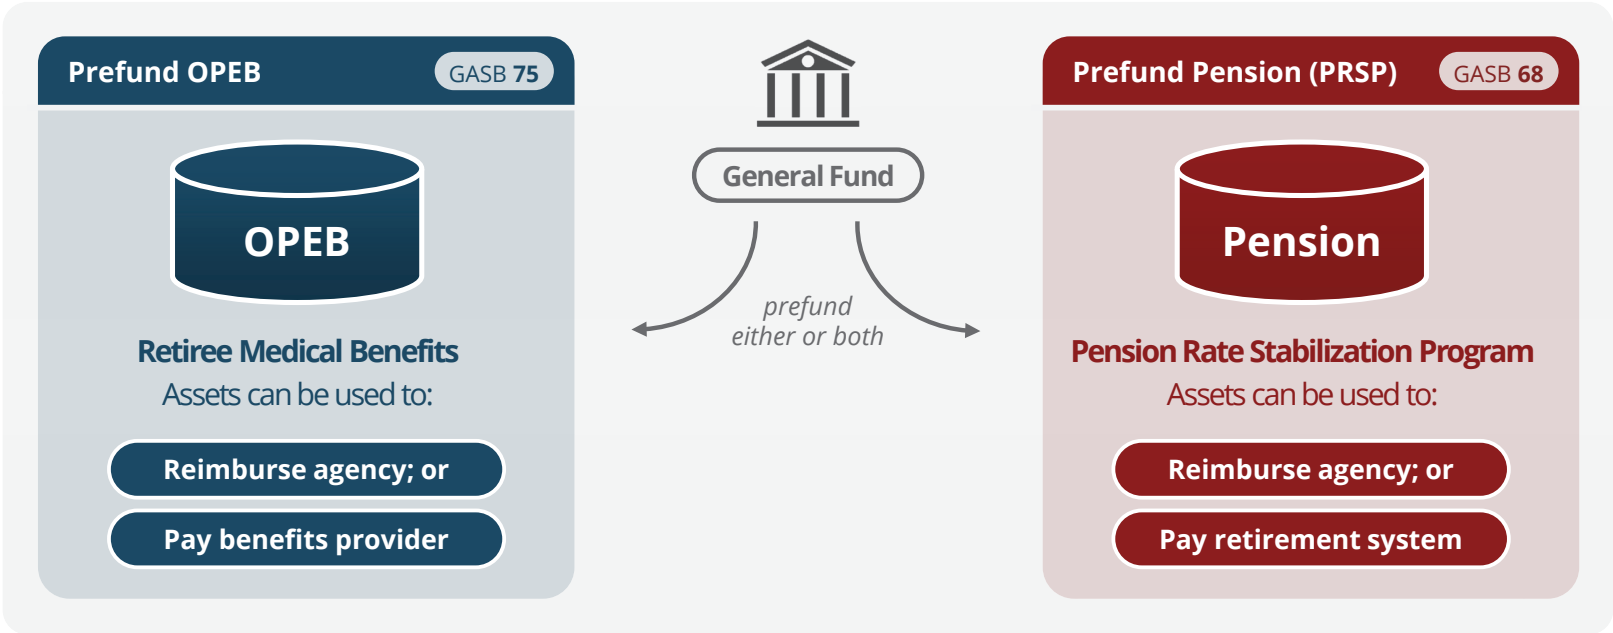 Prefund OPEB
GASB 75
OPEB
Retiree Medical Benefits
Assets can be used to:
Reimburse agency; or
Pay benefits provider
General Fund
prefund
either or both
Prefund Pension (PRSP)
GASB 68
Pension
Pension Rate Stabilization Program
Assets can be used to:
Reimburse agency; or
Pay retirement system